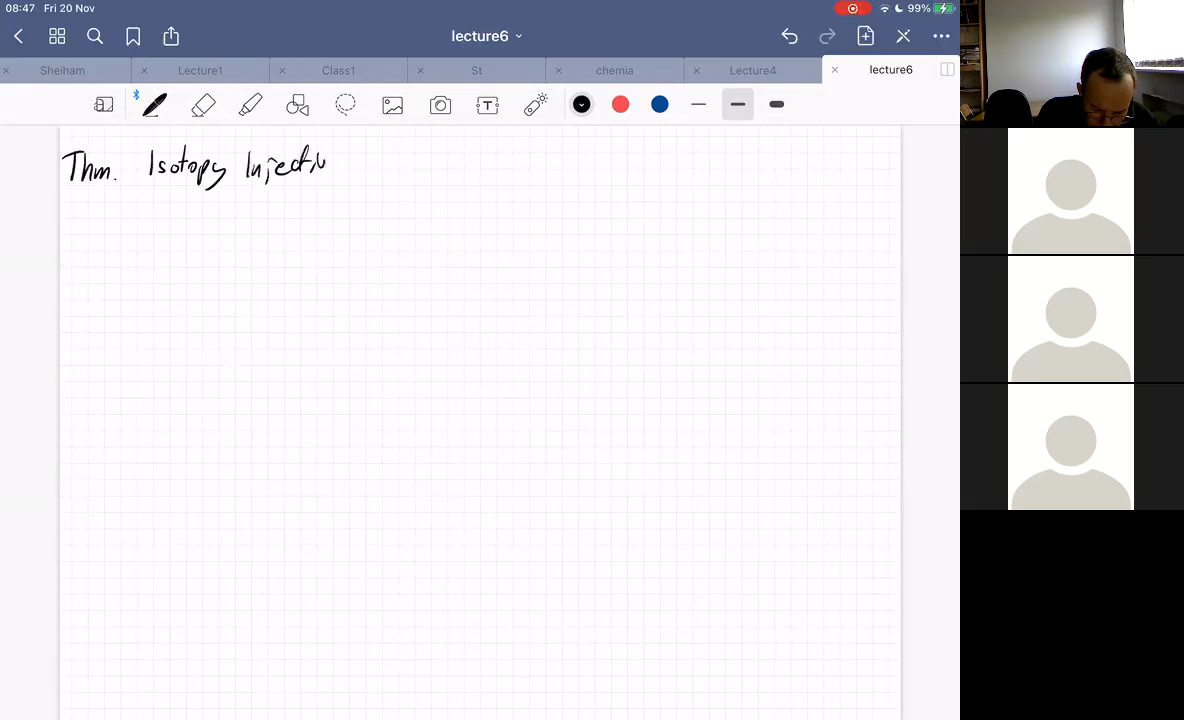 08:47 Fri 20 Nov
99%
lecture6
Sheiham
Lecture1
Class1
St
chemia
Lecture4
lecture6
Thm. Isotopy Injectiv